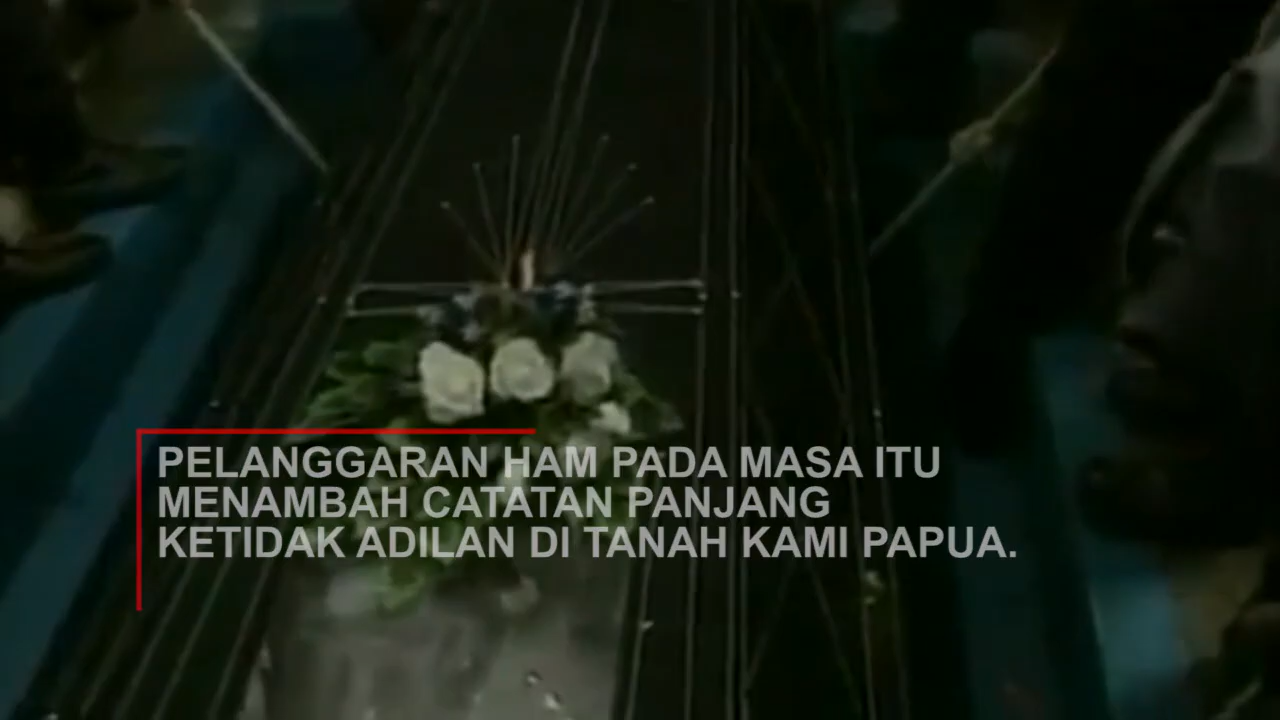 PELANGGARAN HAM PADA MASA ITU
MENAMBAH CATATAN PANJANG
KETIDAK ADILAN DI TANAH KAMI PAPUA.